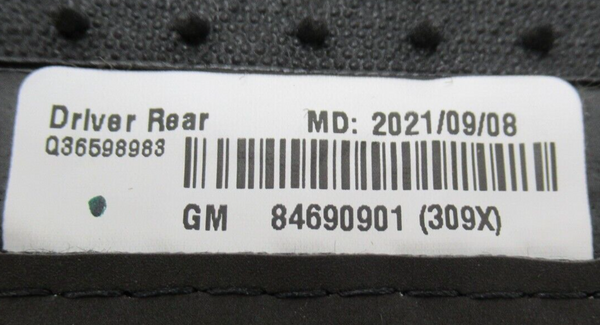 Driver Rear MD: 2021/09/08
Q36598983
GM 84690901 (309X)